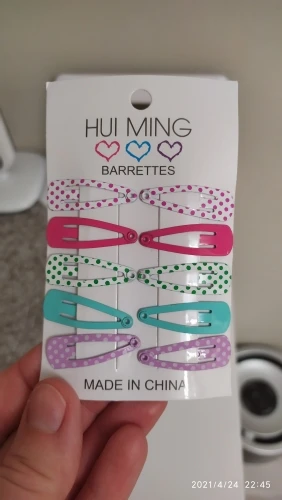 HUI MING
BARRETTES
MADE IN CHINA
2021/4/24 22:45